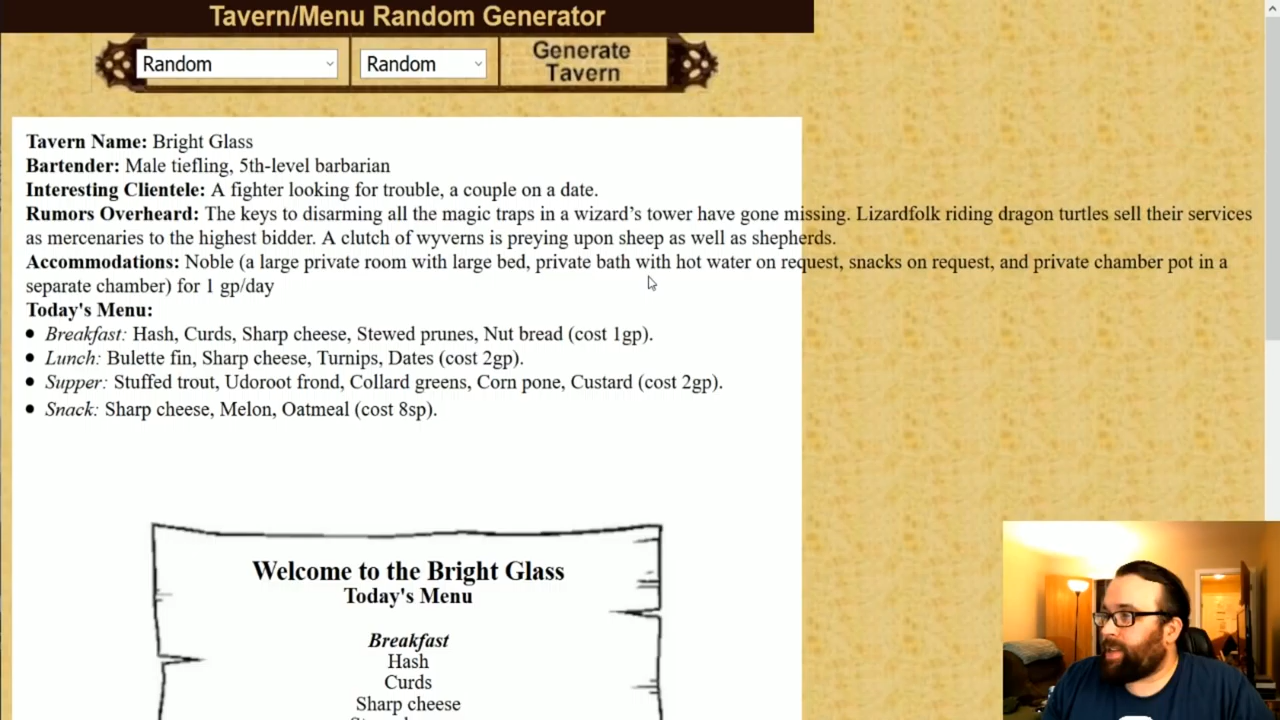 Tavern/Menu Random Generator
Random
Random
Generate
Tavern
Tavern Name: Bright Glass
Bartender: Male tiefling, 5th-level barbarian
Interesting Clientele: A fighter looking for trouble, a couple on a date.
Rumors Overheard: The keys to disarming all the magic traps in a wizard’s tower have gone missing. Lizardfolk riding dragon turtles sell their services
as mercenaries to the highest bidder. A clutch of wyverns is preying upon sheep as well as shepherds.
Accommodations: Noble (a large private room with large bed, private bath with hot water on request, snacks on request, and private chamber pot in a
separate chamber) for 1 gp/day
Today's Menu:
• Breakfast: Hash, Curds, Sharp cheese, Stewed prunes, Nut bread (cost 1gp).
• Lunch: Bulette fin, Sharp cheese, Turnips, Dates (cost 2gp).
• Supper: Stuffed trout, Udoroot frond, Collard greens, Corn pone, Custard (cost 2gp).
• Snack: Sharp cheese, Melon, Oatmeal (cost 8sp).
Welcome to the Bright Glass
Today's Menu
Breakfast
Hash
Curds
Sharp cheese